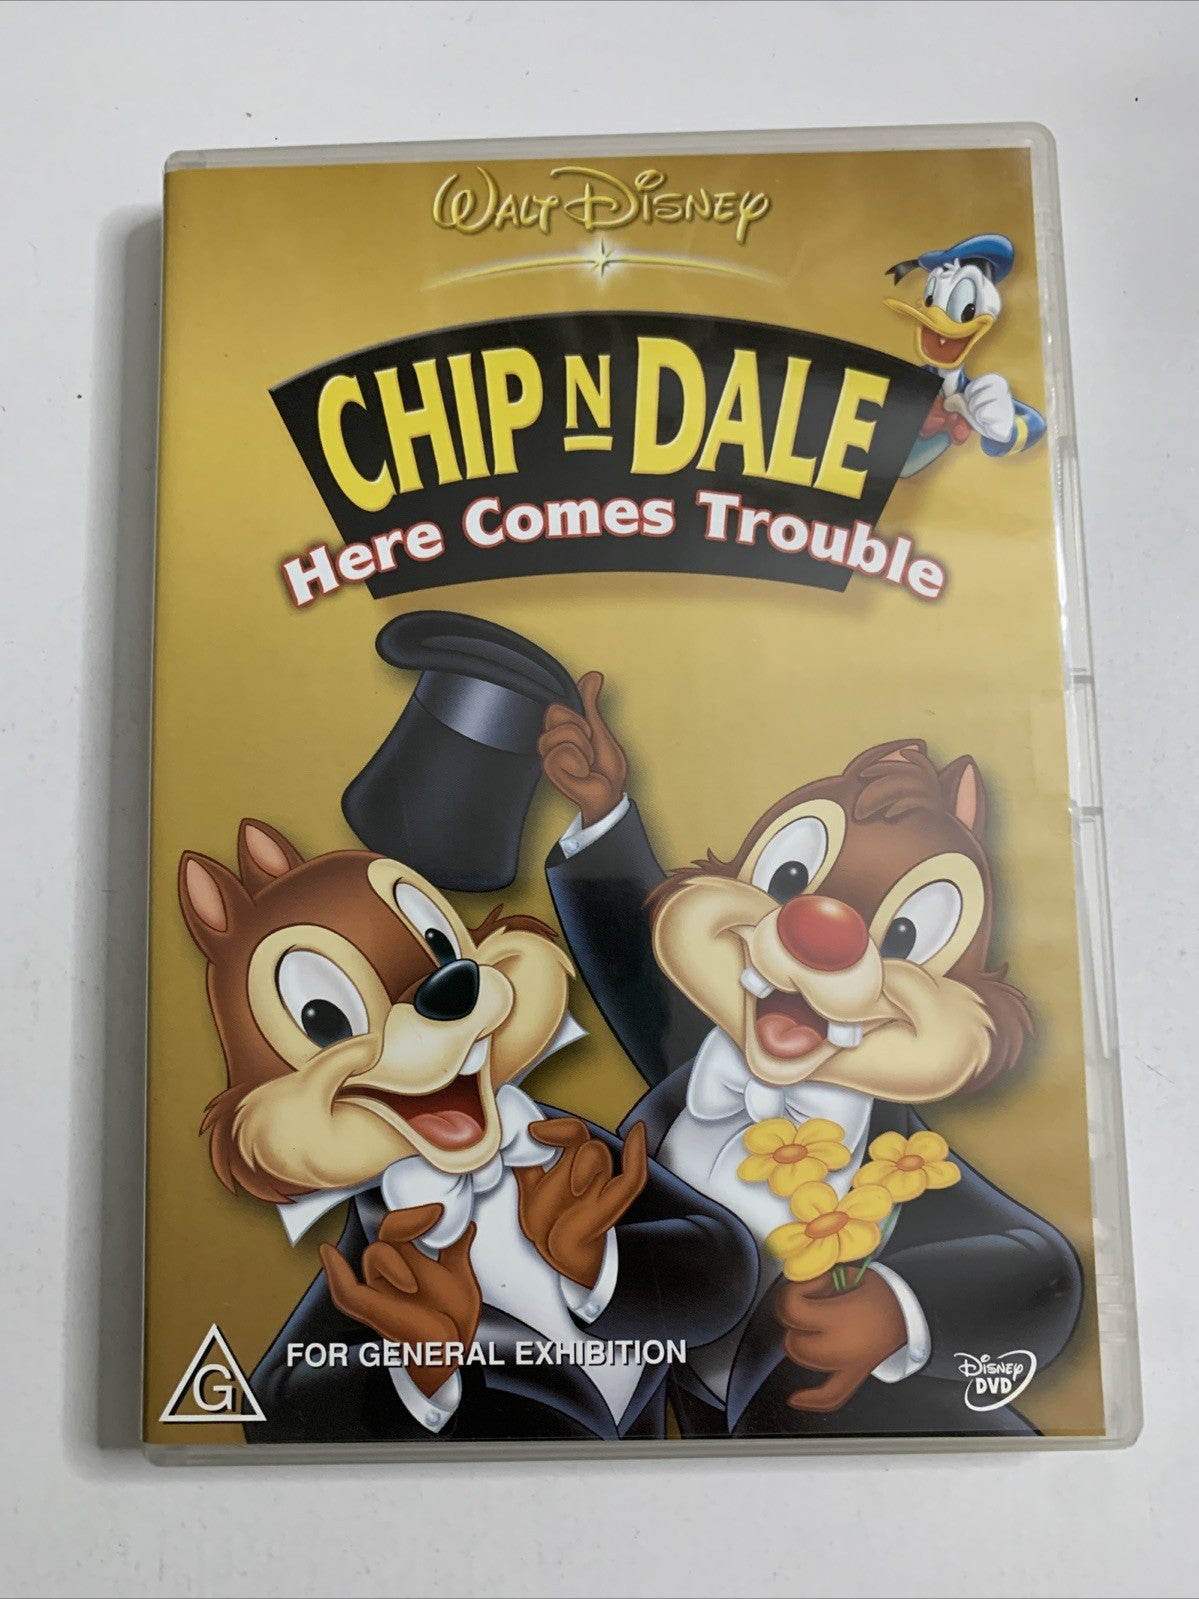 WALT DISNEY
CHIP N DALE
Here Comes Trouble
G
FOR GENERAL EXHIBITION
DISNEY
DVD